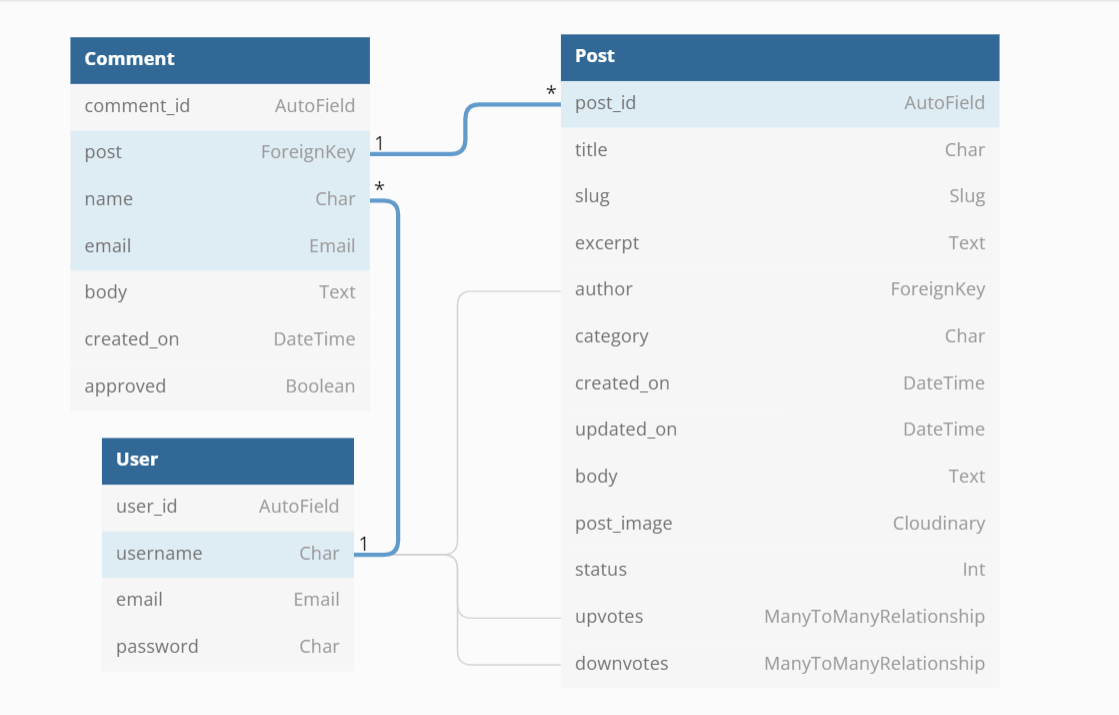 Comment
comment_id AutoField
post ForeignKey 1
name Char *
email Email
body Text
created_on DateTime
approved Boolean
User
user_id AutoField
username Char 1
email Email
password Char
Post
* post_id AutoField
title Char
slug Slug
excerpt Text
author ForeignKey
category Char
created_on DateTime
updated_on DateTime
body Text
post_image Cloudinary
status Int
upvotes ManyToManyRelationship
downvotes ManyToManyRelationship